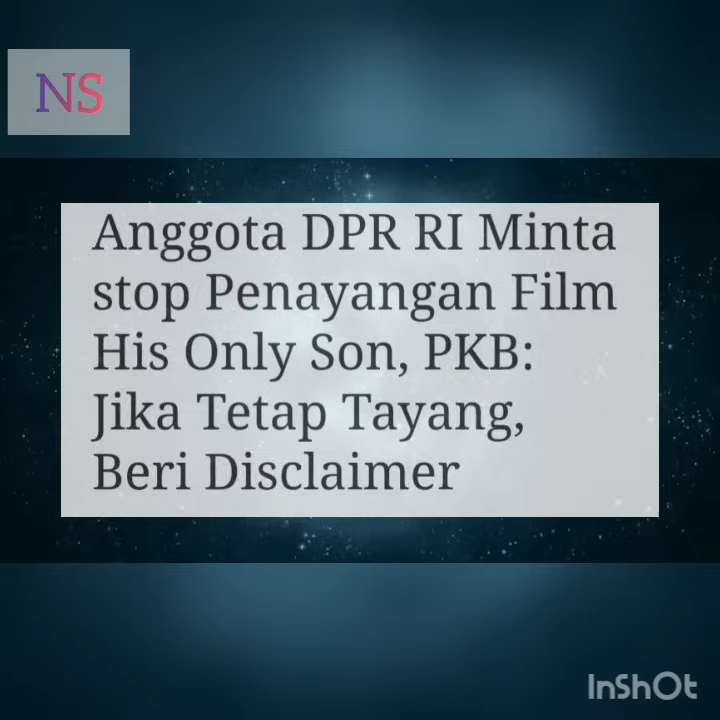 NS
Anggota DPR RI Minta
stop Penayangan Film
His Only Son, PKB:
Jika Tetap Tayang,
Beri Disclaimer
InShOt